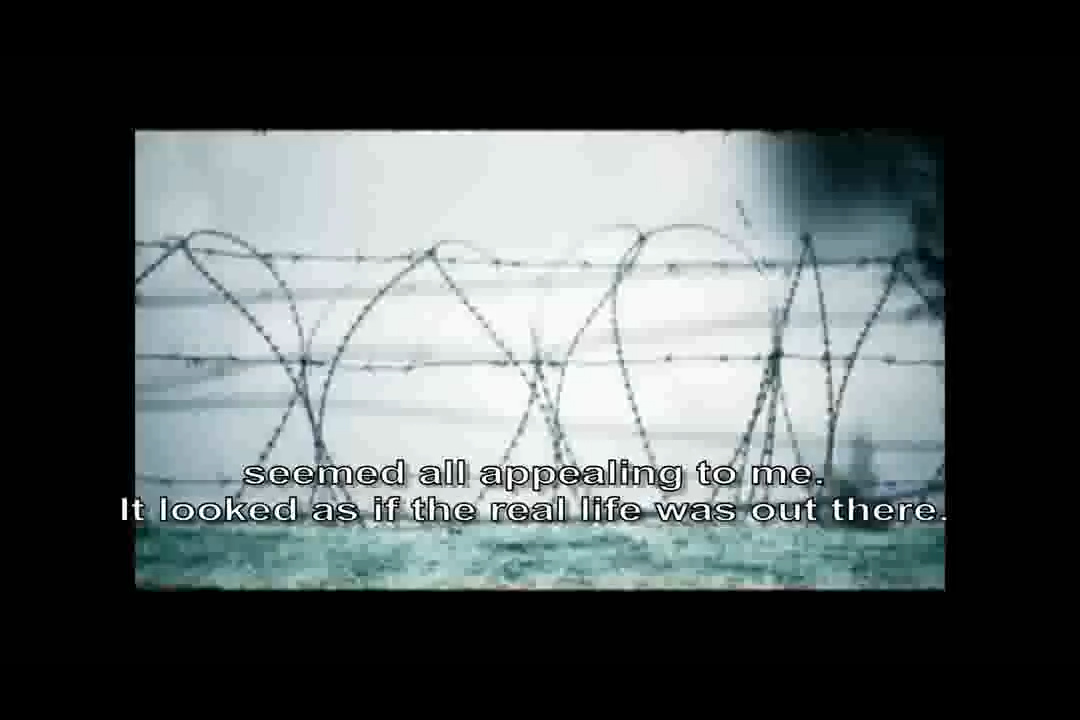 seemed all appealing to me.
It looked as if the real life was out there.